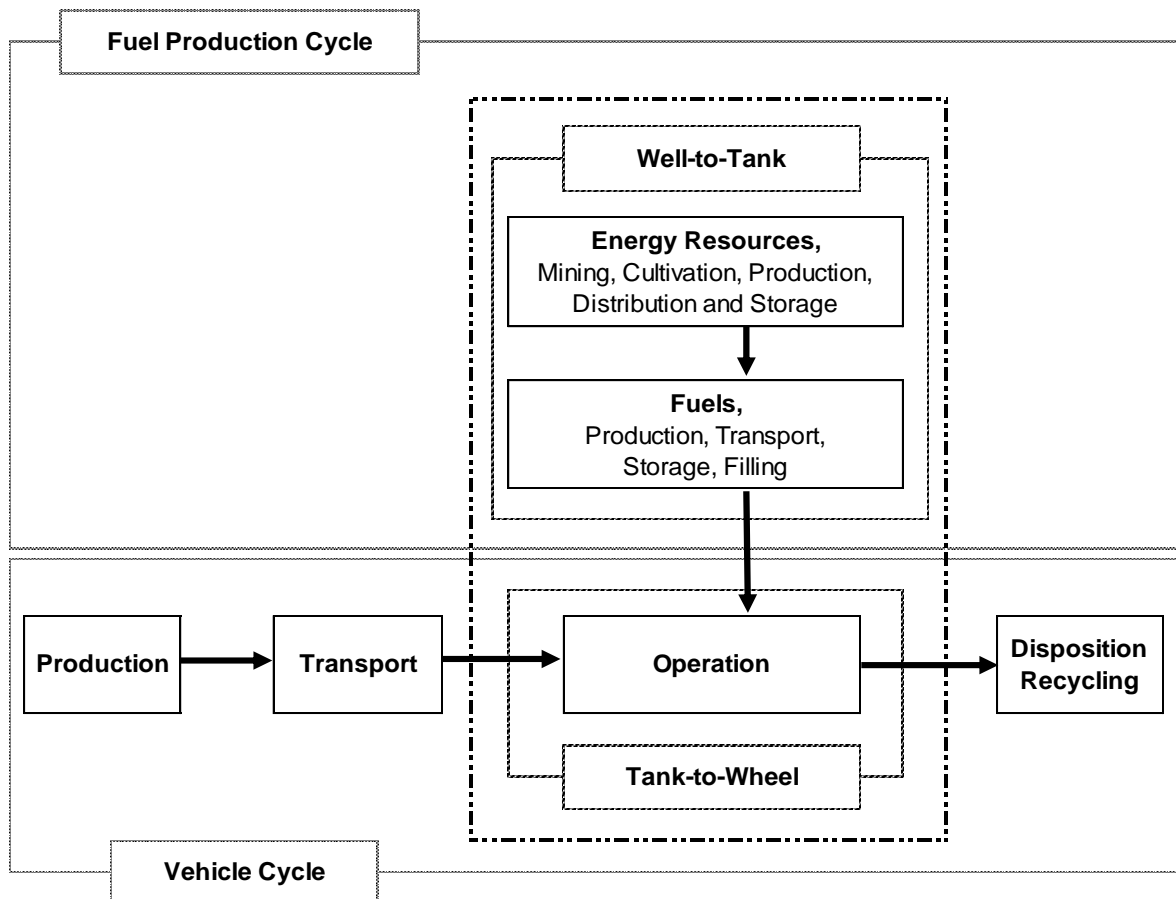 Fuel Production Cycle
Well-to-Tank
Energy Resources,
Mining, Cultivation, Production,
Distribution and Storage
Fuels,
Production, Transport,
Storage, Filling
Production
Transport
Operation
Disposition
Recycling
Tank-to-Wheel
Vehicle Cycle